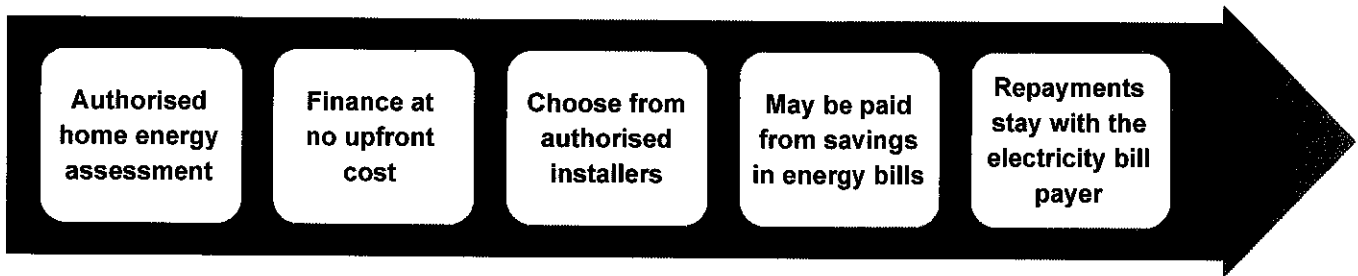 Authorised
home energy
assessment
Finance at
no upfront
cost
Choose from
authorised
installers
May be paid
from savings
in energy bills
Repayments
stay with the
electricity bill
payer